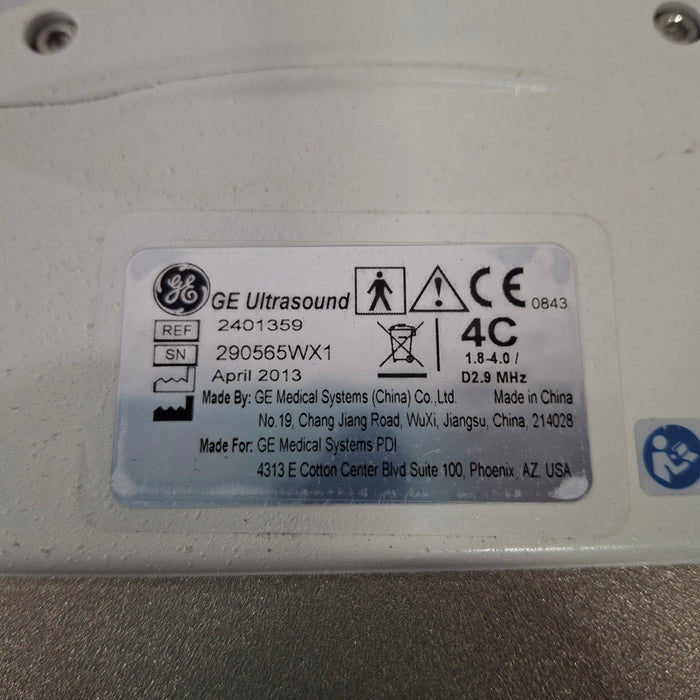 GE GE Ultrasound CE 0843
REF 2401359
4C
SN 290565WX1
1.8-4.0 /
April 2013
D2.9 MHz
Made By: GE Medical Systems (China) Co.,Ltd. Made in China
No.19, Chang Jiang Road, WuXi, Jiangsu, China, 214028
Made For: GE Medical Systems PDI
4313 E Cotton Center Blvd Suite 100, Phoenix, AZ. USA